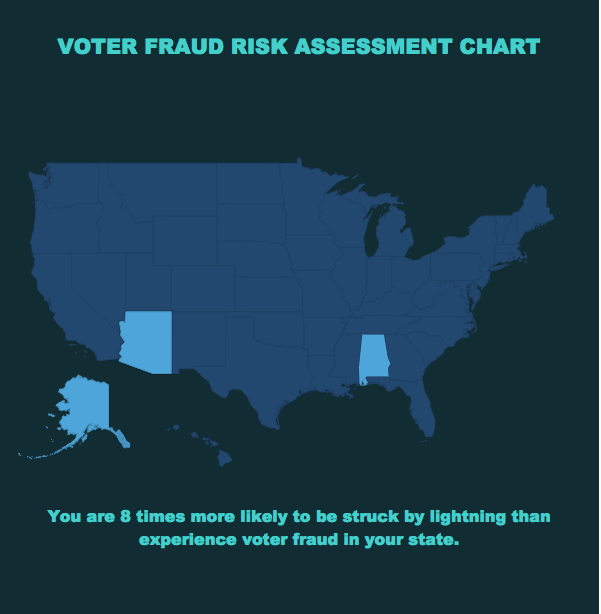 VOTER FRAUD RISK ASSESSMENT CHART
You are 8 times more likely to be struck by lightning than
experience voter fraud in your state.